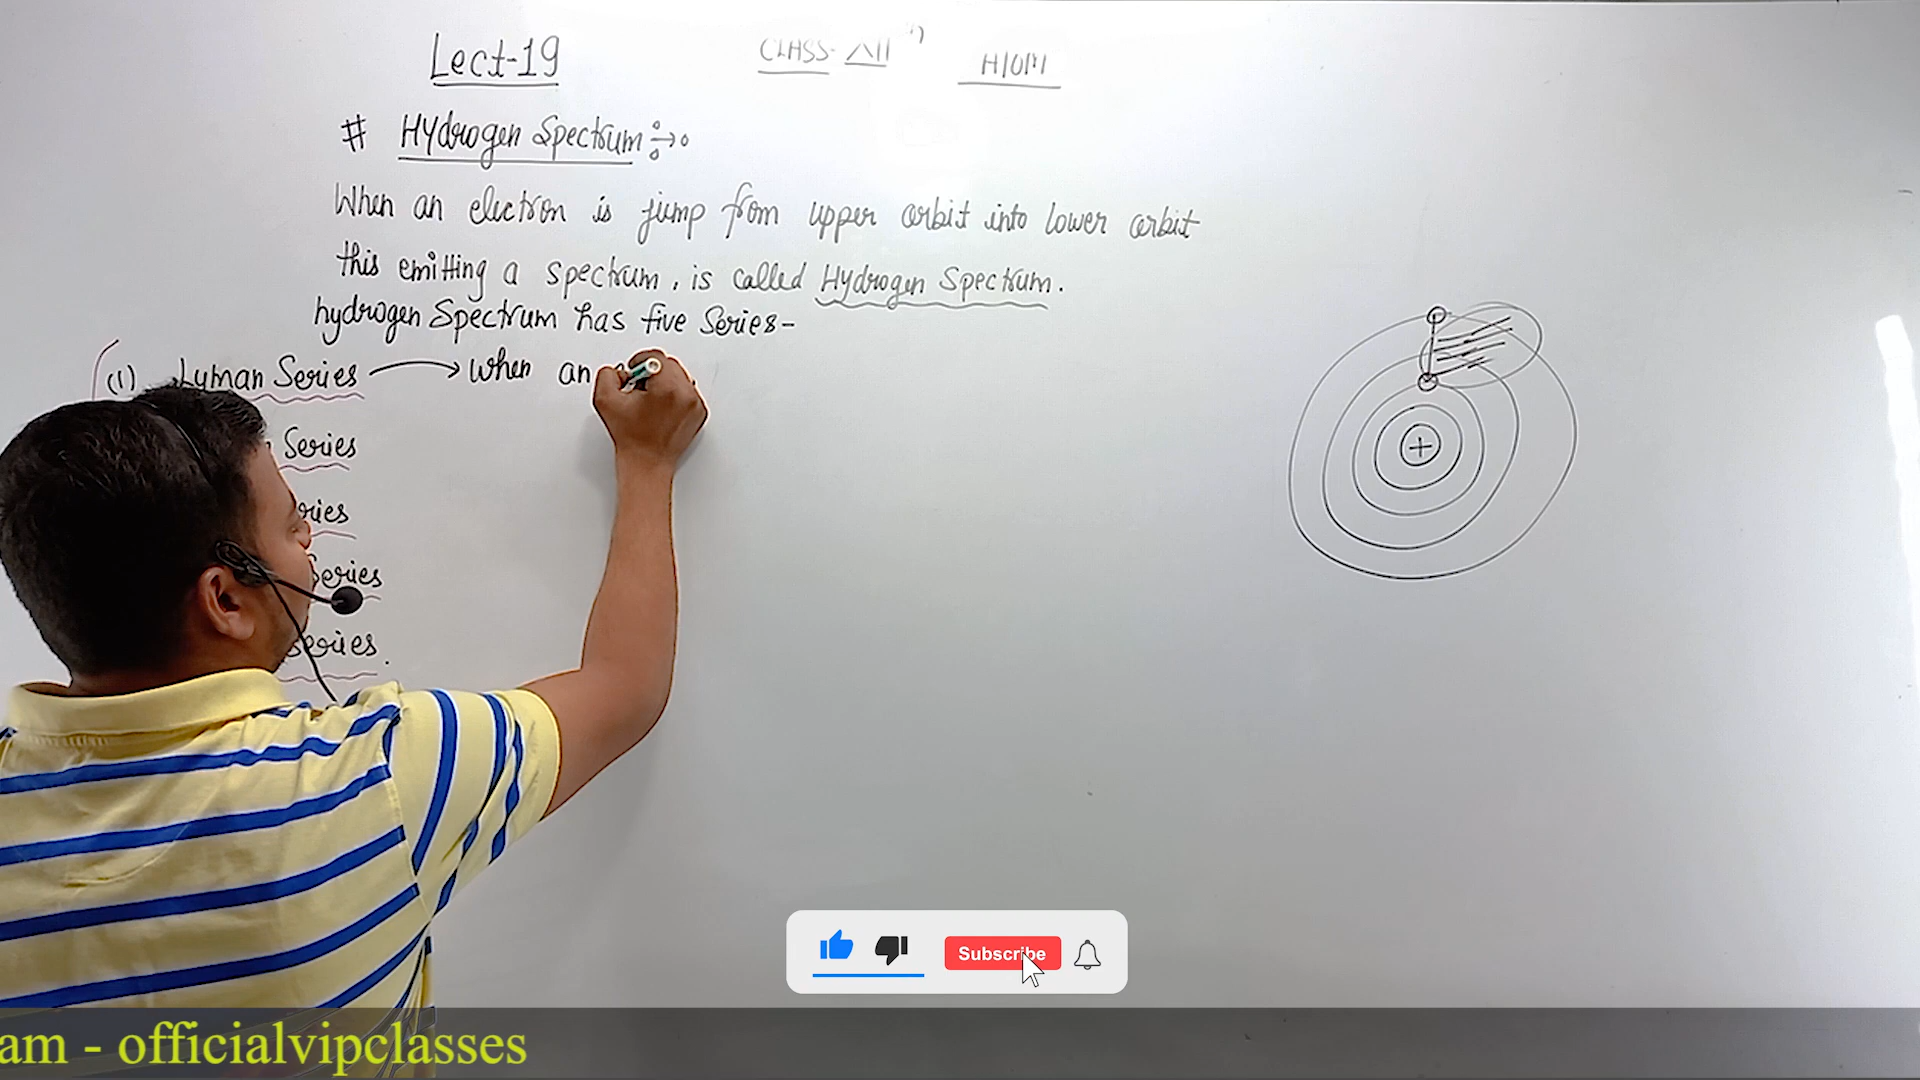 Lect-19
CLASS- XII
ATOM
# Hydrogen Spectrum
When an electron is jump from upper orbit into lower orbit
this emitting a spectrum, is called Hydrogen Spectrum.
hydrogen Spectrum has five Series-
(1) Lyman Series → When an
Series
Series
Series
+
Subscribe
am - officialvipclasses